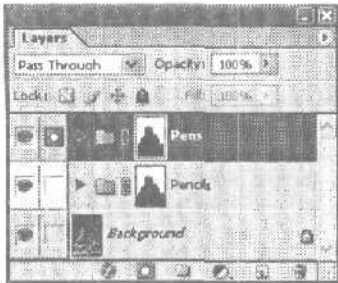 Layers
Pass Through Opacity: 100%
Lock: Fill: 100%
Pens
Pencils
Background